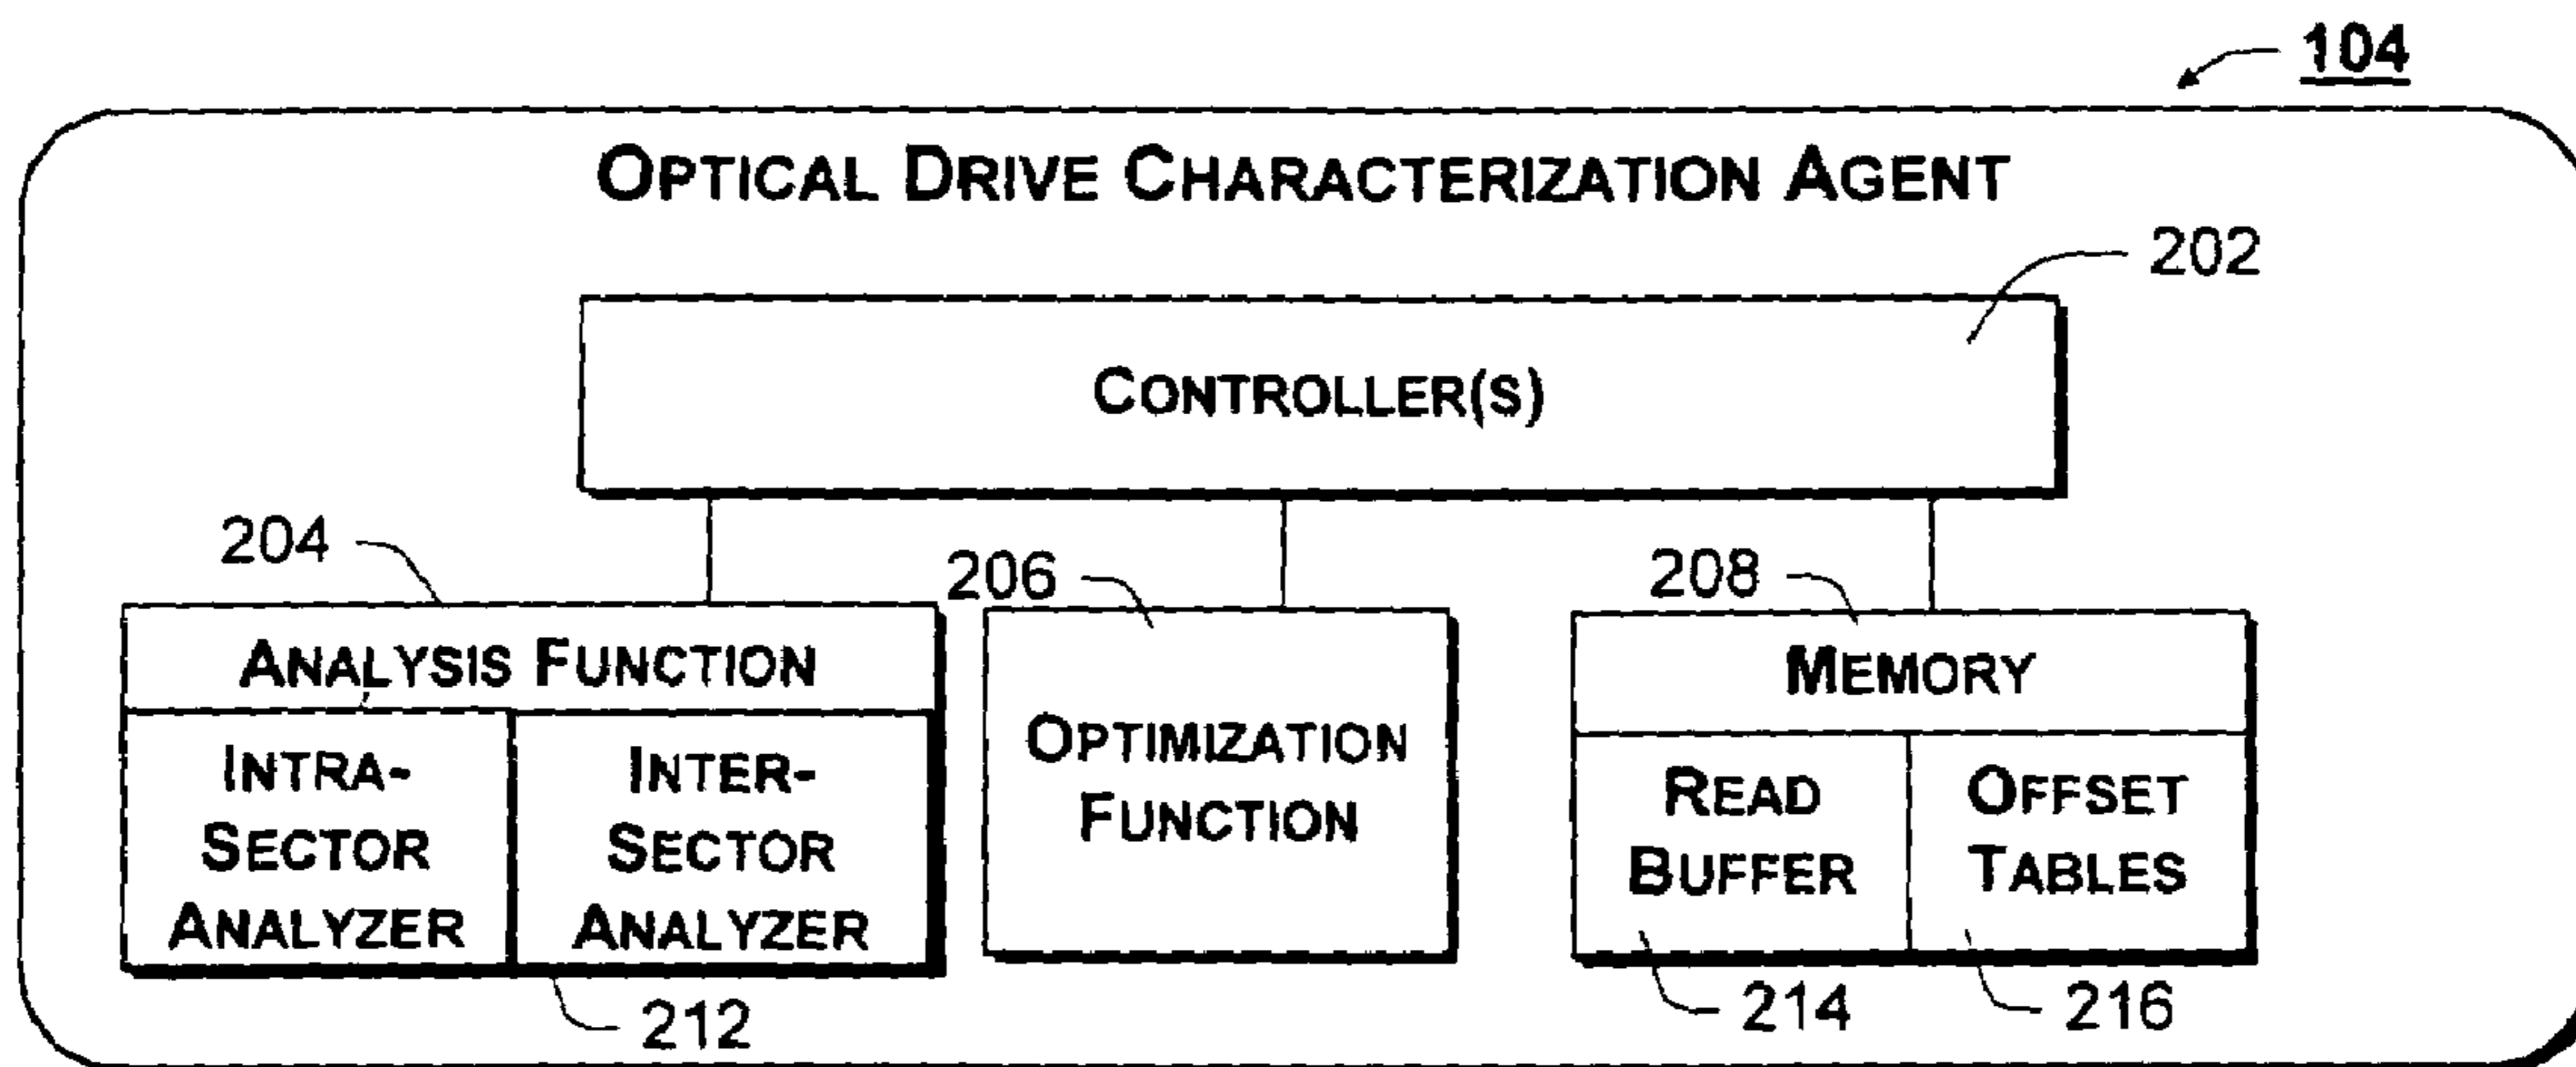 104
OPTICAL DRIVE CHARACTERIZATION AGENT
202
CONTROLLER(S)
204
206
208
ANALYSIS FUNCTION
INTRA-
SECTOR
ANALYZER
INTER-
SECTOR
ANALYZER
OPTIMIZATION
FUNCTION
MEMORY
READ
BUFFER
OFFSET
TABLES
212
214
216